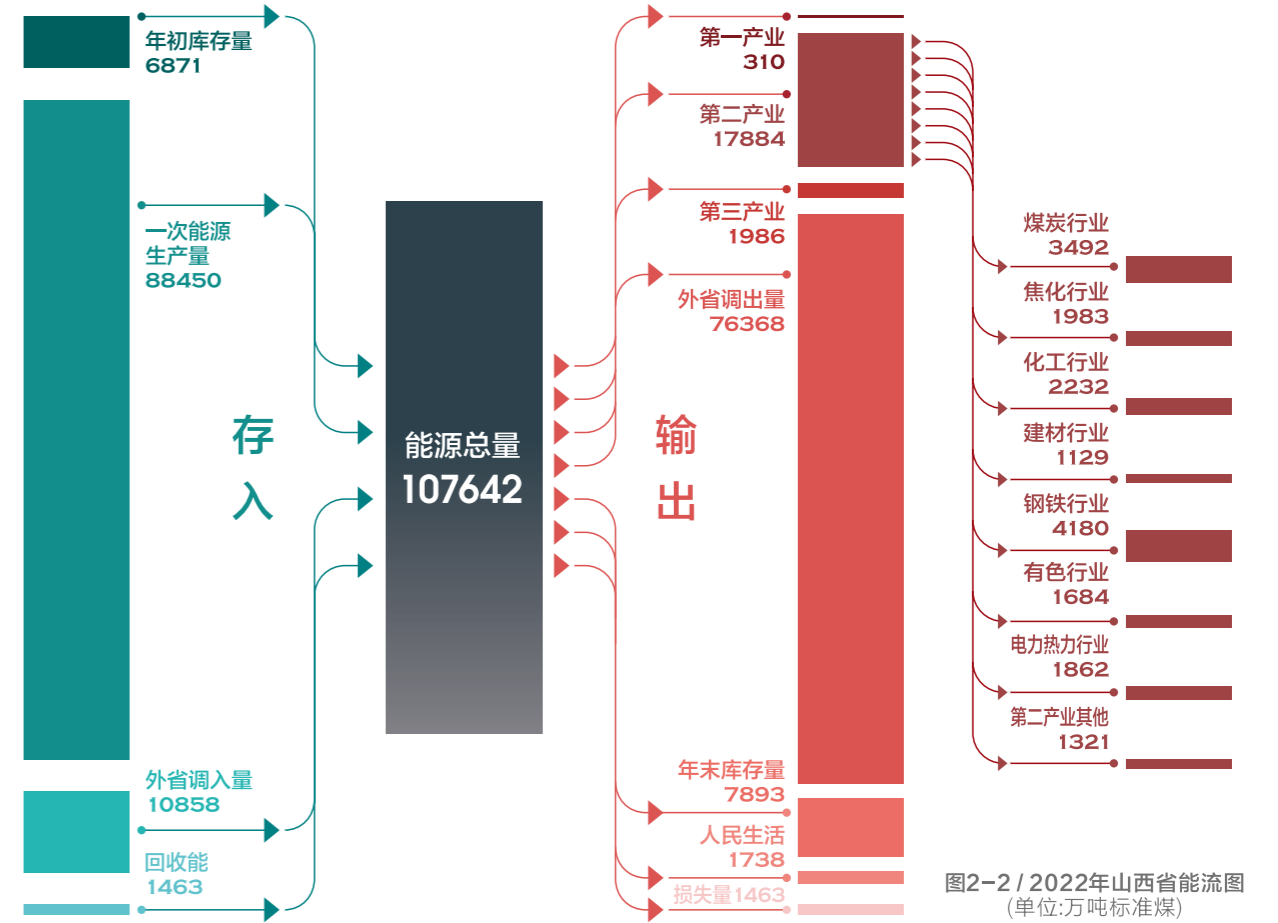 年初库存量
6871
一次能源
生产量
88450
外省调入量
10858
回收能
1463
存
入
能源总量
107642
输
出
第一产业
310
第二产业
17884
第三产业
1986
外省调出量
76368
年末库存量
7893
人民生活
1738
损失量1463
煤炭行业
3492
焦化行业
1983
化工行业
2232
建材行业
1129
钢铁行业
4180
有色行业
1684
电力热力行业
1862
第二产业其他
1321
图2-2 / 2022年山西省能流图
(单位:万吨标准煤)